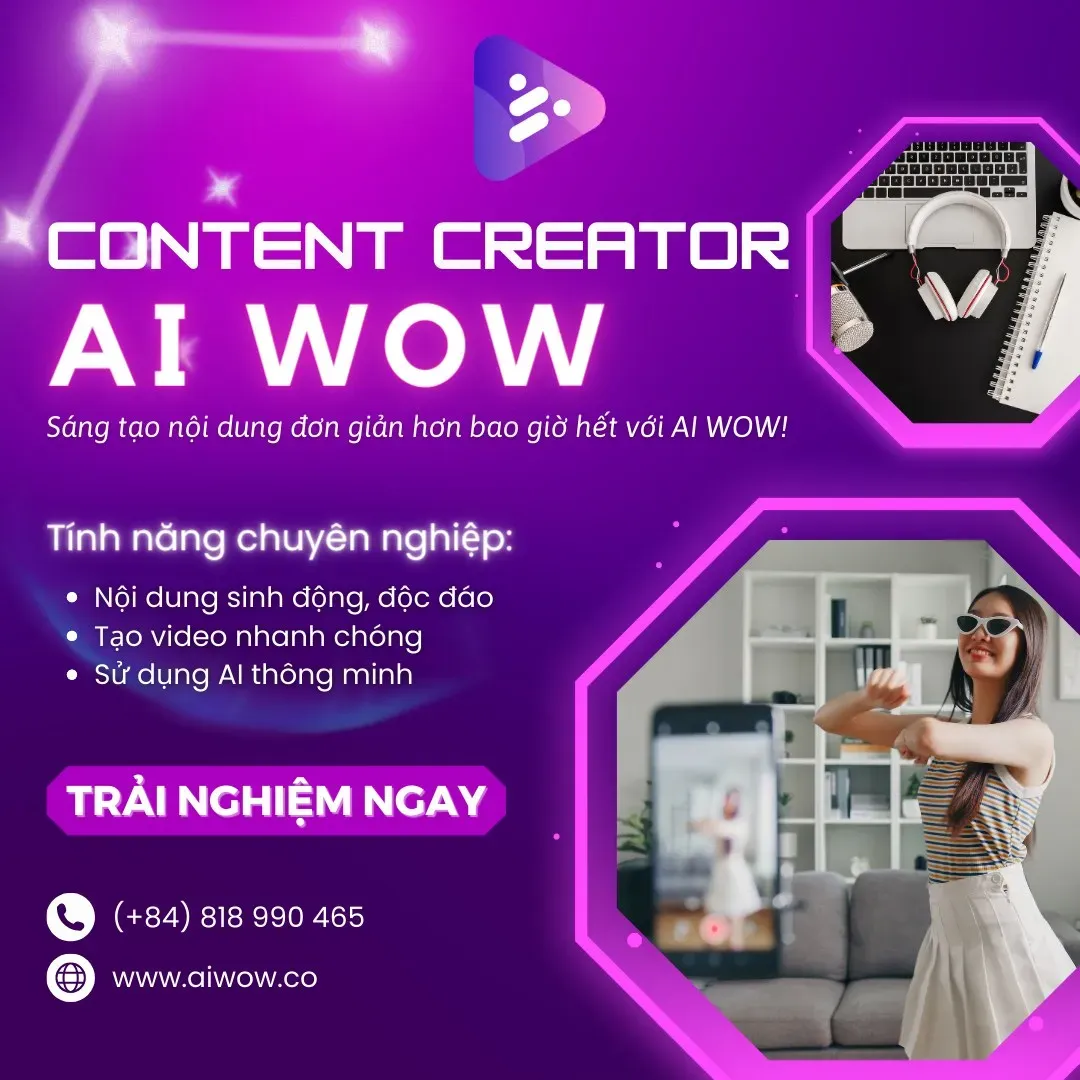 CONTENT CREATOR
AI WOW
Sáng tạo nội dung đơn giản hơn bao giờ hết với AI WOW!
Tính năng chuyên nghiệp:
• Nội dung sinh động, độc đáo
• Tạo video nhanh chóng
• Sử dụng AI thông minh
TRẢI NGHIỆM NGAY
(+84) 818 990 465
www.aiwow.co